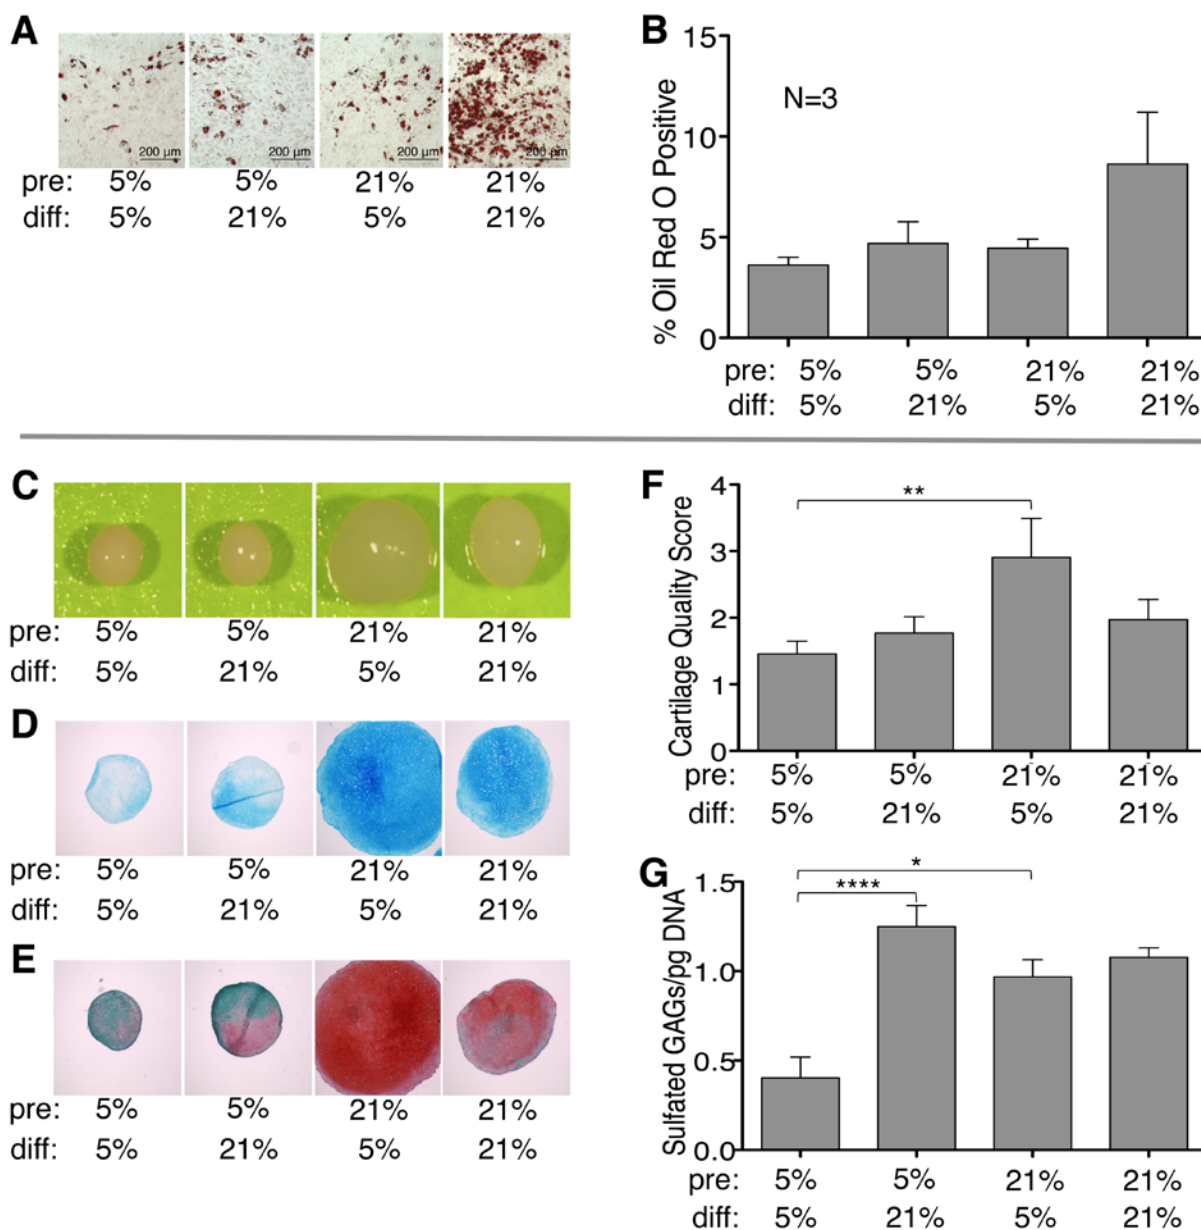 A
200 µm 200 µm 200 µm 200 µm
pre: 5% 5% 21% 21%
diff: 5% 21% 5% 21%
B
% Oil Red O Positive
15
10
5
0
N=3
pre: 5% 5% 21% 21%
diff: 5% 21% 5% 21%
C
pre: 5% 5% 21% 21%
diff: 5% 21% 5% 21%
D
pre: 5% 5% 21% 21%
diff: 5% 21% 5% 21%
E
pre: 5% 5% 21% 21%
diff: 5% 21% 5% 21%
F
Cartilage Quality Score
4
3
2
1
0
**
pre: 5% 5% 21% 21%
diff: 5% 21% 5% 21%
G
Sulfated GAGs/pg DNA
1.5
1.0
0.5
0.0
*
****
pre: 5% 5% 21% 21%
diff: 5% 21% 5% 21%